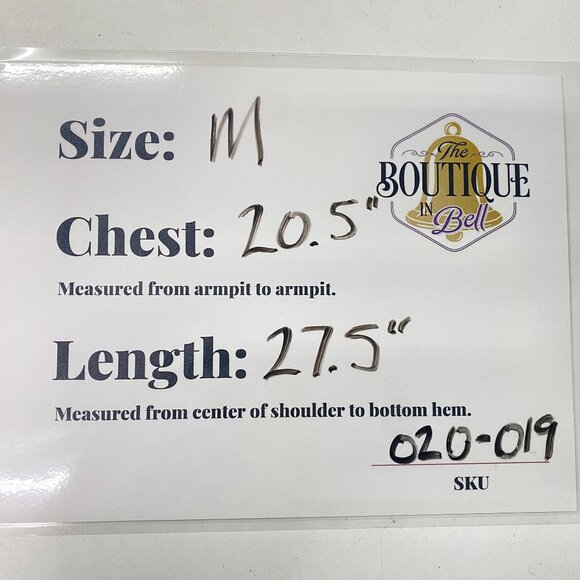 Size: M
The
BOUTIQUE
IN
Bell
Chest: 20.5"
Measured from armpit to armpit.
Length: 27.5"
Measured from center of shoulder to bottom hem.
020-019
SKU